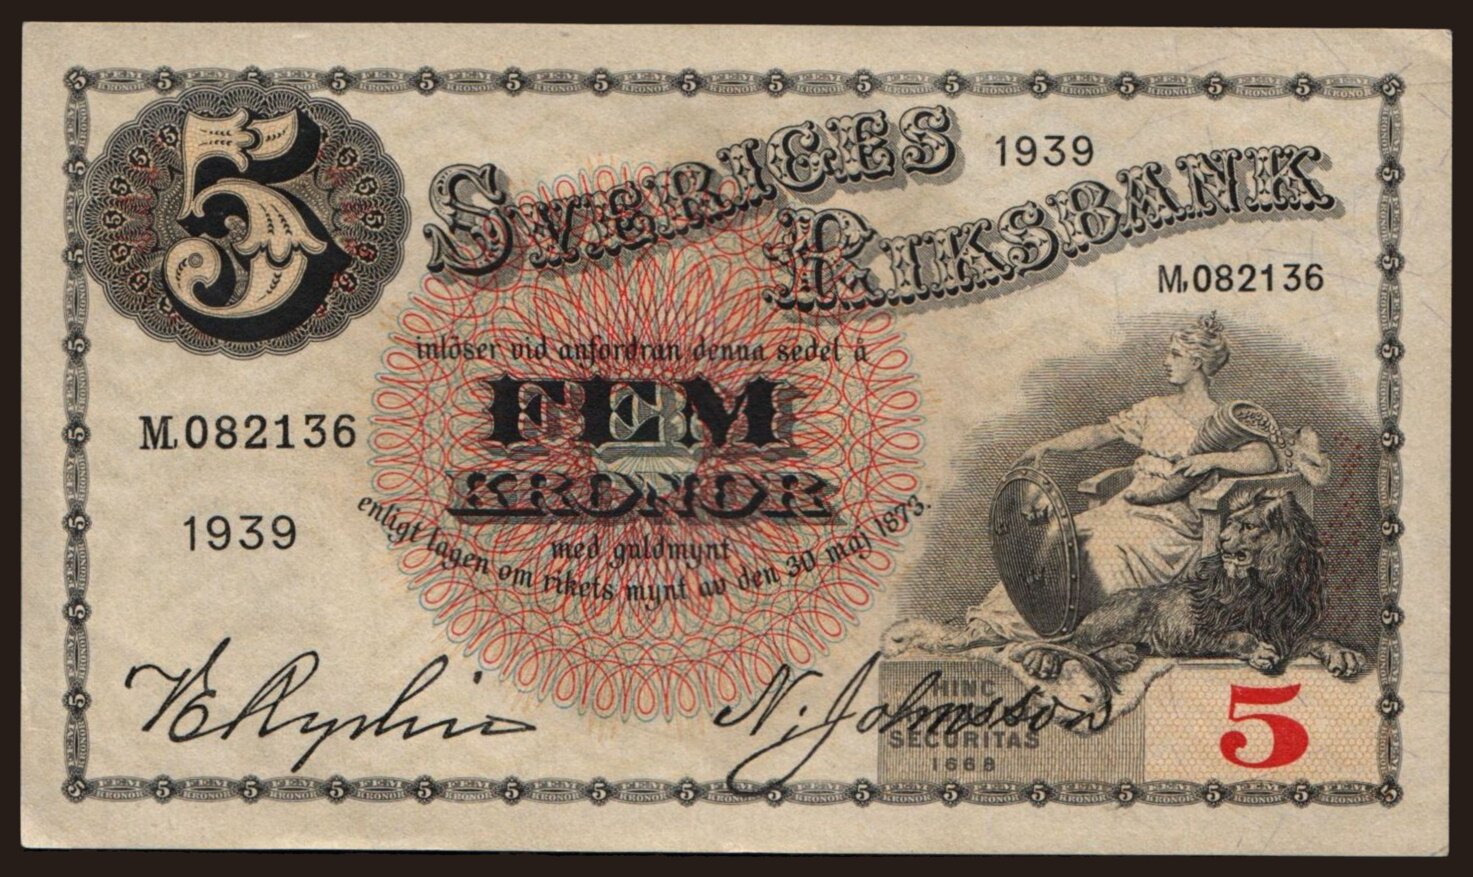 5
SVERIGES
1939
RIKSBANK
M,082136
inlöser vid anfordran denna sedel å
FEM
KRONOR
M,082136
1939
med guldmynt
enligt lagen om rikets mynt av den 30 maj 1873.
N. Johnsson
HINC
SECURITAS
1668
5